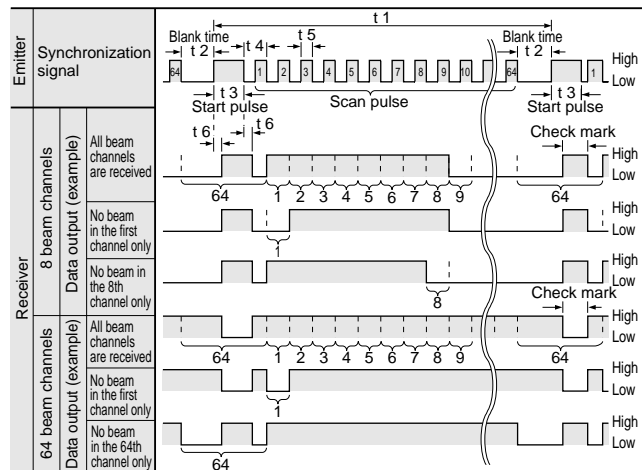 Emitter
Synchronization
signal
Blank time
t 2
t 1
t 4
t 5
Blank time
t 2
64
1
2
3
4
5
6
7
8
9
10
64
1
High
Low
t 3
Start pulse
Scan pulse
t 3
Start pulse
t 6
t 6
Check mark
Receiver
8 beam channels
Data output (example)
All beam
channels
are received
High
Low
64
1 2 3 4 5 6 7 8 9
64
No beam
in the first
channel only
High
Low
1
No beam in
the 8th
channel only
High
Low
8
Check mark
64 beam channels
Data output (example)
All beam
channels
are received
High
Low
64
1 2 3 4 5 6 7 8 9
64
No beam
in the first
channel only
High
Low
1
No beam
in the 64th
channel only
High
Low
64